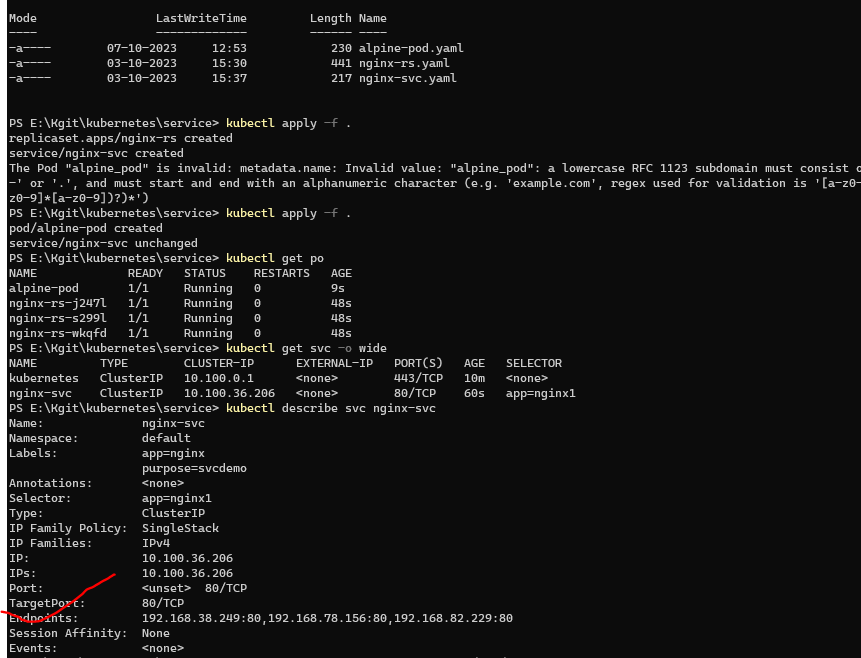 Mode                 LastWriteTime         Length Name
----                 -------------         ------ ----
-a----        07-10-2023     12:53            230 alpine-pod.yaml
-a----        03-10-2023     15:30            441 nginx-rs.yaml
-a----        03-10-2023     15:37            217 nginx-svc.yaml
PS E:\Kgit\kubernetes\service> kubectl apply -f .
replicaset.apps/nginx-rs created
service/nginx-svc created
The Pod "alpine_pod" is invalid: metadata.name: Invalid value: "alpine_pod": a lowercase RFC 1123 subdomain must consist o
-' or '.', and must start and end with an alphanumeric character (e.g. 'example.com', regex used for validation is '[a-z0-
z0-9]*[a-z0-9])?)*')
PS E:\Kgit\kubernetes\service> kubectl apply -f .
pod/alpine-pod created
service/nginx-svc unchanged
PS E:\Kgit\kubernetes\service> kubectl get po
NAME             READY   STATUS    RESTARTS   AGE
alpine-pod       1/1     Running   0          9s
nginx-rs-j247l   1/1     Running   0          48s
nginx-rs-s299l   1/1     Running   0          48s
nginx-rs-wkqfd   1/1     Running   0          48s
PS E:\Kgit\kubernetes\service> kubectl get svc -o wide
NAME         TYPE        CLUSTER-IP      EXTERNAL-IP   PORT(S)   AGE   SELECTOR
kubernetes   ClusterIP   10.100.0.1      <none>        443/TCP   10m   <none>
nginx-svc    ClusterIP   10.100.36.206   <none>        80/TCP    60s   app=nginx1
PS E:\Kgit\kubernetes\service> kubectl describe svc nginx-svc
Name:              nginx-svc
Namespace:         default
Labels:            app=nginx
                   purpose=svcdemo
Annotations:       <none>
Selector:          app=nginx1
Type:              ClusterIP
IP Family Policy:  SingleStack
IP Families:       IPv4
IP:                10.100.36.206
IPs:               10.100.36.206
Port:              <unset>  80/TCP
TargetPort:        80/TCP
Endpoints:         192.168.38.249:80,192.168.78.156:80,192.168.82.229:80
Session Affinity:  None
Events:            <none>